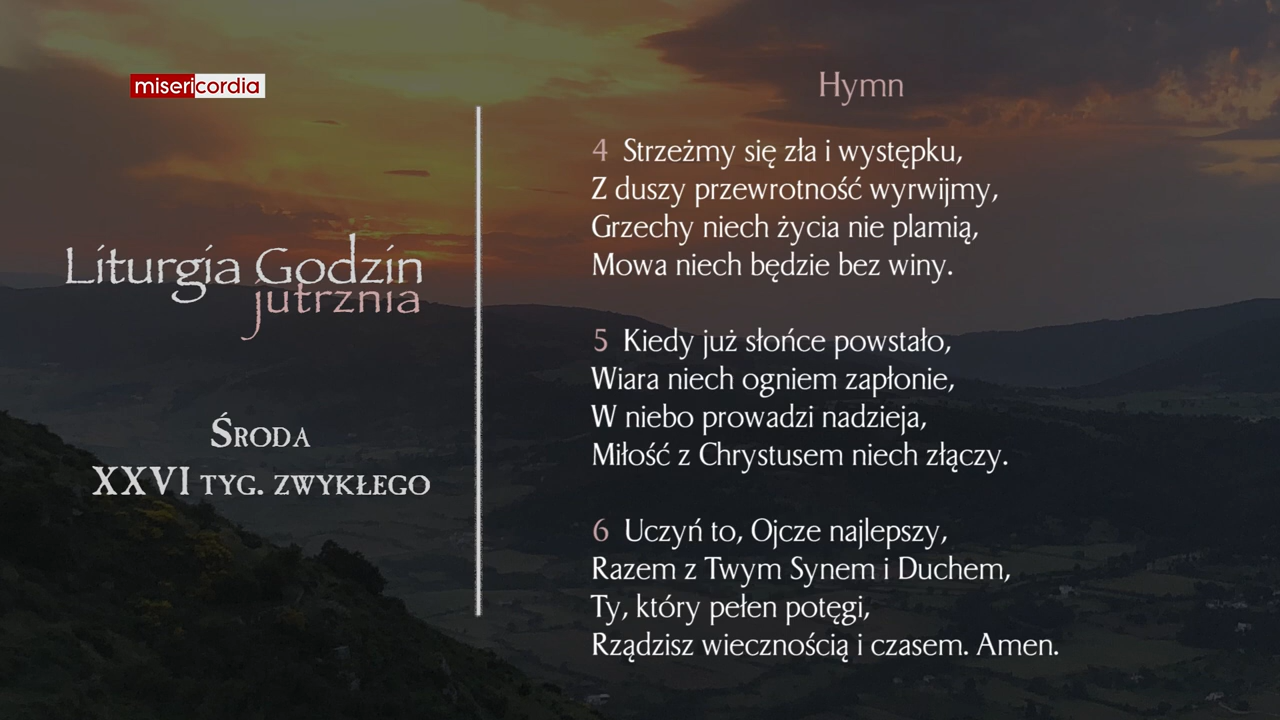 misericordia
Liturgia Godzin
jutrznia
Środa
XXVI tyg. zwykłego
Hymn
4 Strzeżmy się zła i występku,
Z duszy przewrotność wyrwijmy,
Grzechy niech życia nie plamią,
Mowa niech będzie bez winy.
5 Kiedy już słońce powstało,
Wiara niech ogniem zapłonie,
W niebo prowadzi nadzieja,
Miłość z Chrystusem niech złączy.
6 Uczyń to, Ojcze najlepszy,
Razem z Twym Synem i Duchem,
Ty, który pełen potęgi,
Rządzisz wiecznością i czasem. Amen.